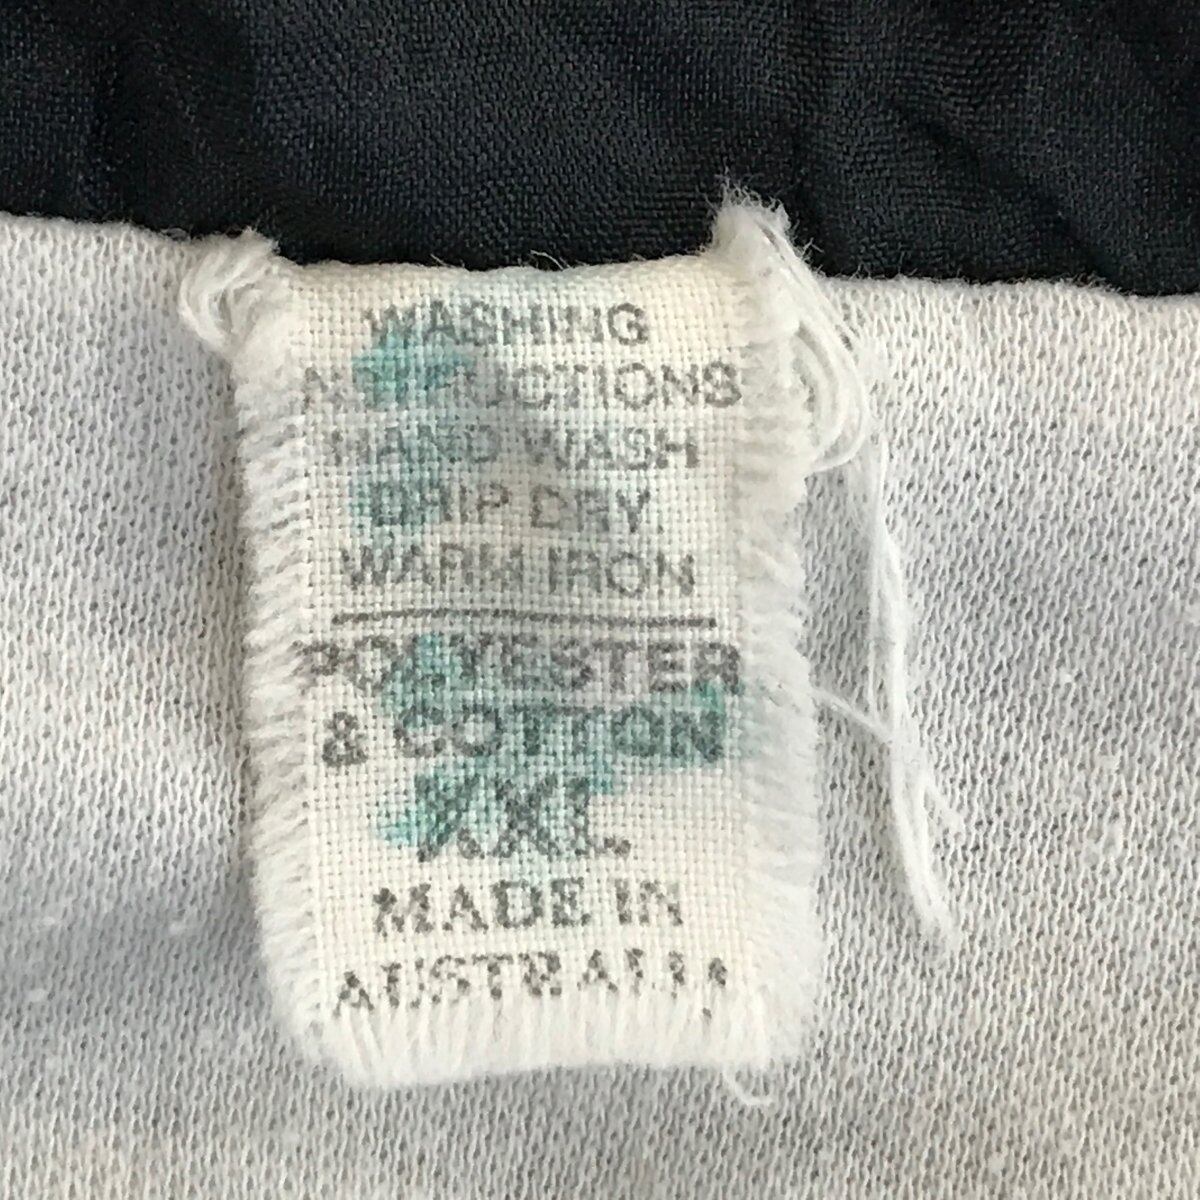 WASHING
INSTRUCTIONS
HAND WASH
DRIP DRY.
WARM IRON
POLYESTER
& COTTON
XXL
MADE IN
AUSTRALIA